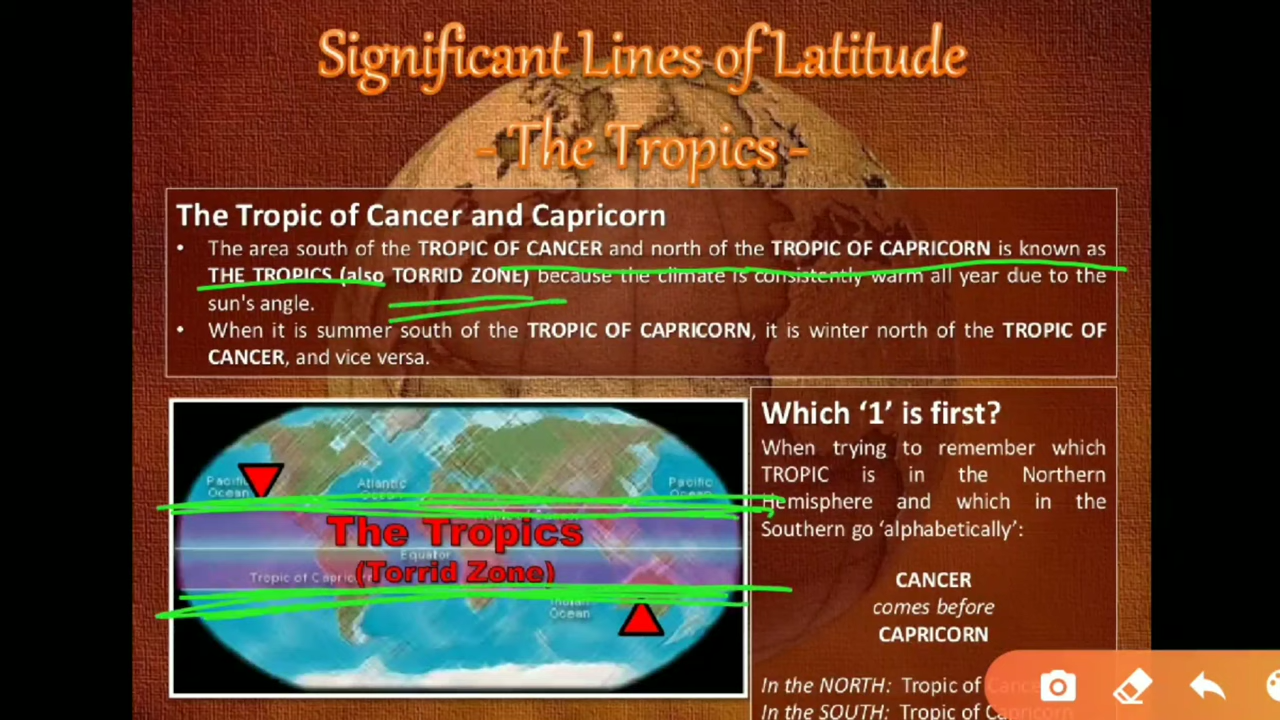 Significant Lines of Latitude
- The Tropics -
The Tropic of Cancer and Capricorn
• The area south of the TROPIC OF CANCER and north of the TROPIC OF CAPRICORN is known as
THE TROPICS (also TORRID ZONE) because the climate is consistently warm all year due to the
sun's angle.
• When it is summer south of the TROPIC OF CAPRICORN, it is winter north of the TROPIC OF
CANCER, and vice versa.
Pacific
Ocean
Atlantic
Ocean
Pacific
Ocean
The Tropics
Equator
(Torrid Zone)
Tropic of Capricorn
Indian
Ocean
Which ‘1’ is first?
When trying to remember which
TROPIC is in the Northern
Hemisphere and which in the
Southern go ‘alphabetically’:
CANCER
comes before
CAPRICORN
In the NORTH: Tropic of Cancer
In the SOUTH: Tropic of Capricorn